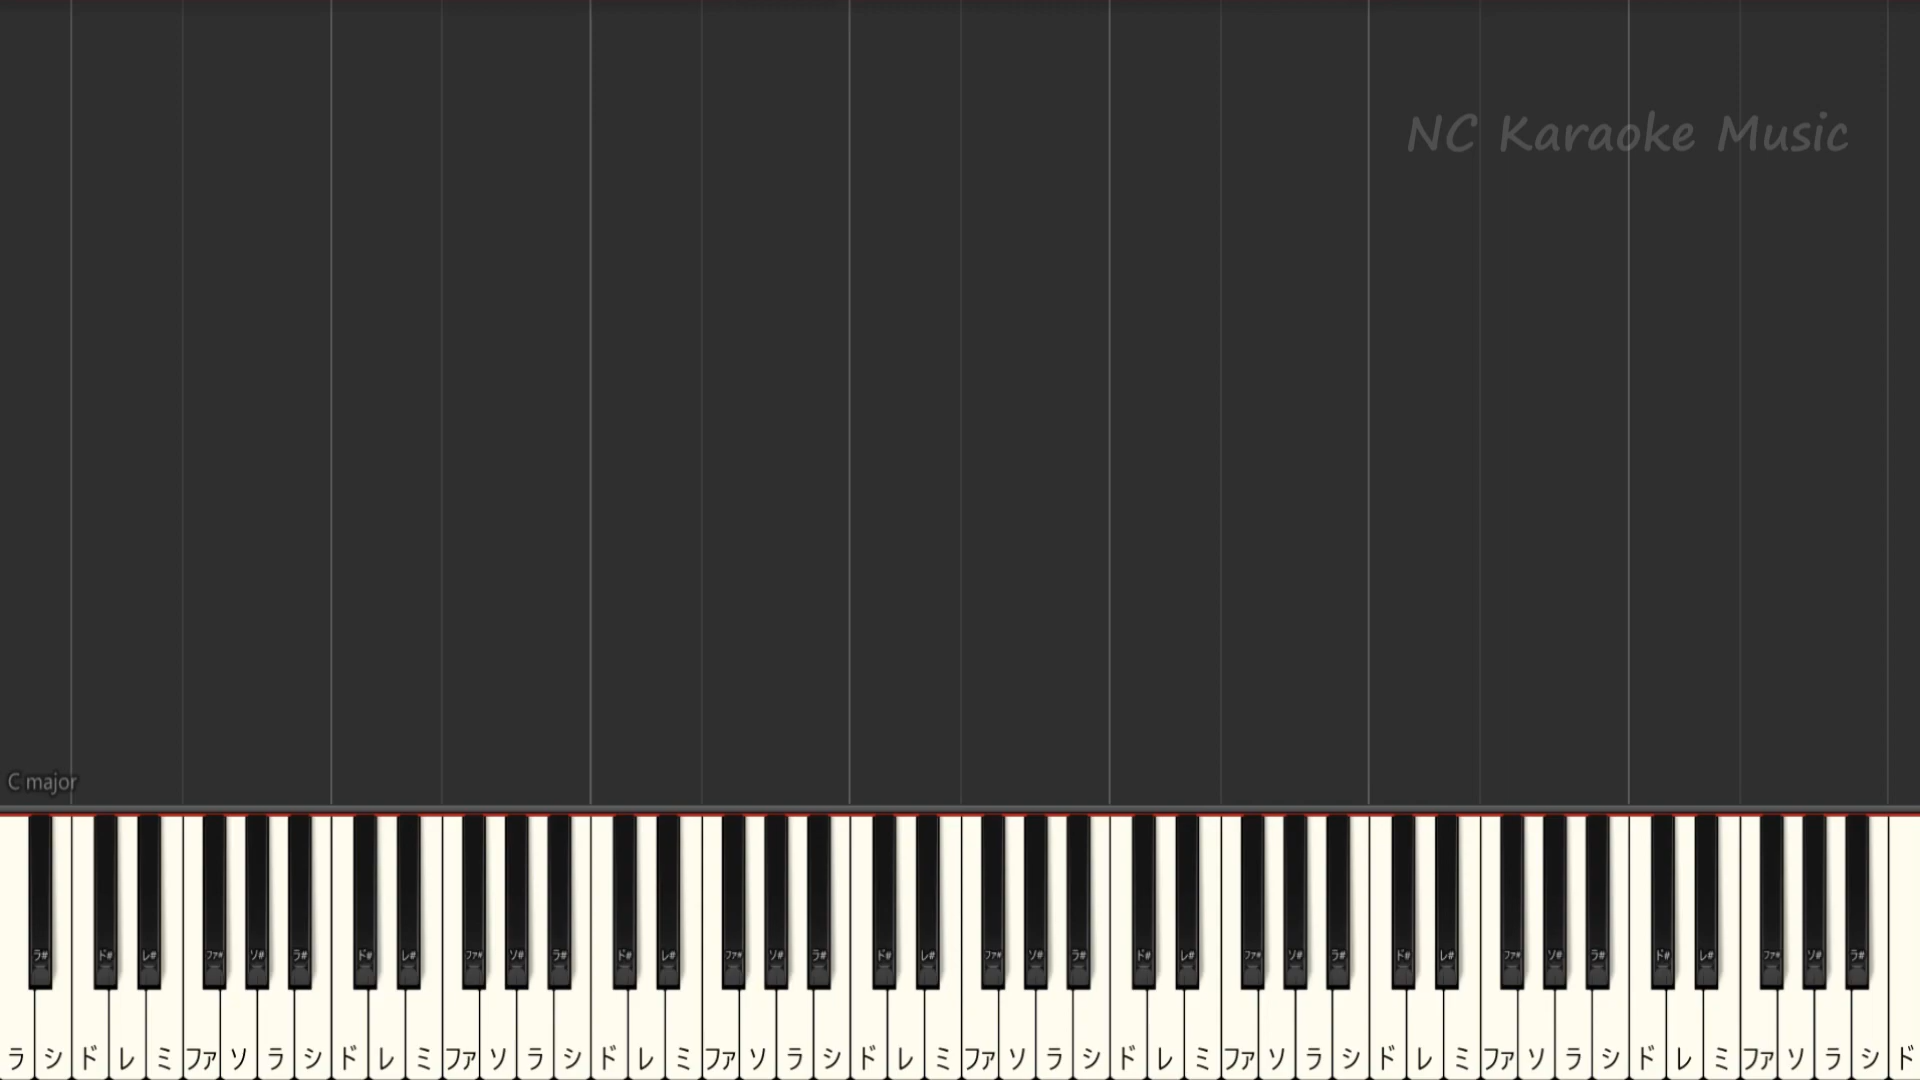 NC Karaoke Music
C major
ラ# ド# レ# ファ# ソ# ラ# ド# レ# ファ# ソ# ラ# ド# レ# ファ# ソ# ラ# ド# レ# ファ# ソ# ラ# ド# レ# ファ# ソ# ラ# ド# レ# ファ# ソ# ラ# ド# レ# ファ# ソ# ラ#
ラ シ ド レ ミ ファ ソ ラ シ ド レ ミ ファ ソ ラ シ ド レ ミ ファ ソ ラ シ ド レ ミ ファ ソ ラ シ ド レ ミ ファ ソ ラ シ ド レ ミ ファ ソ ラ シ ド レ ミ ファ ソ ラ シ ド